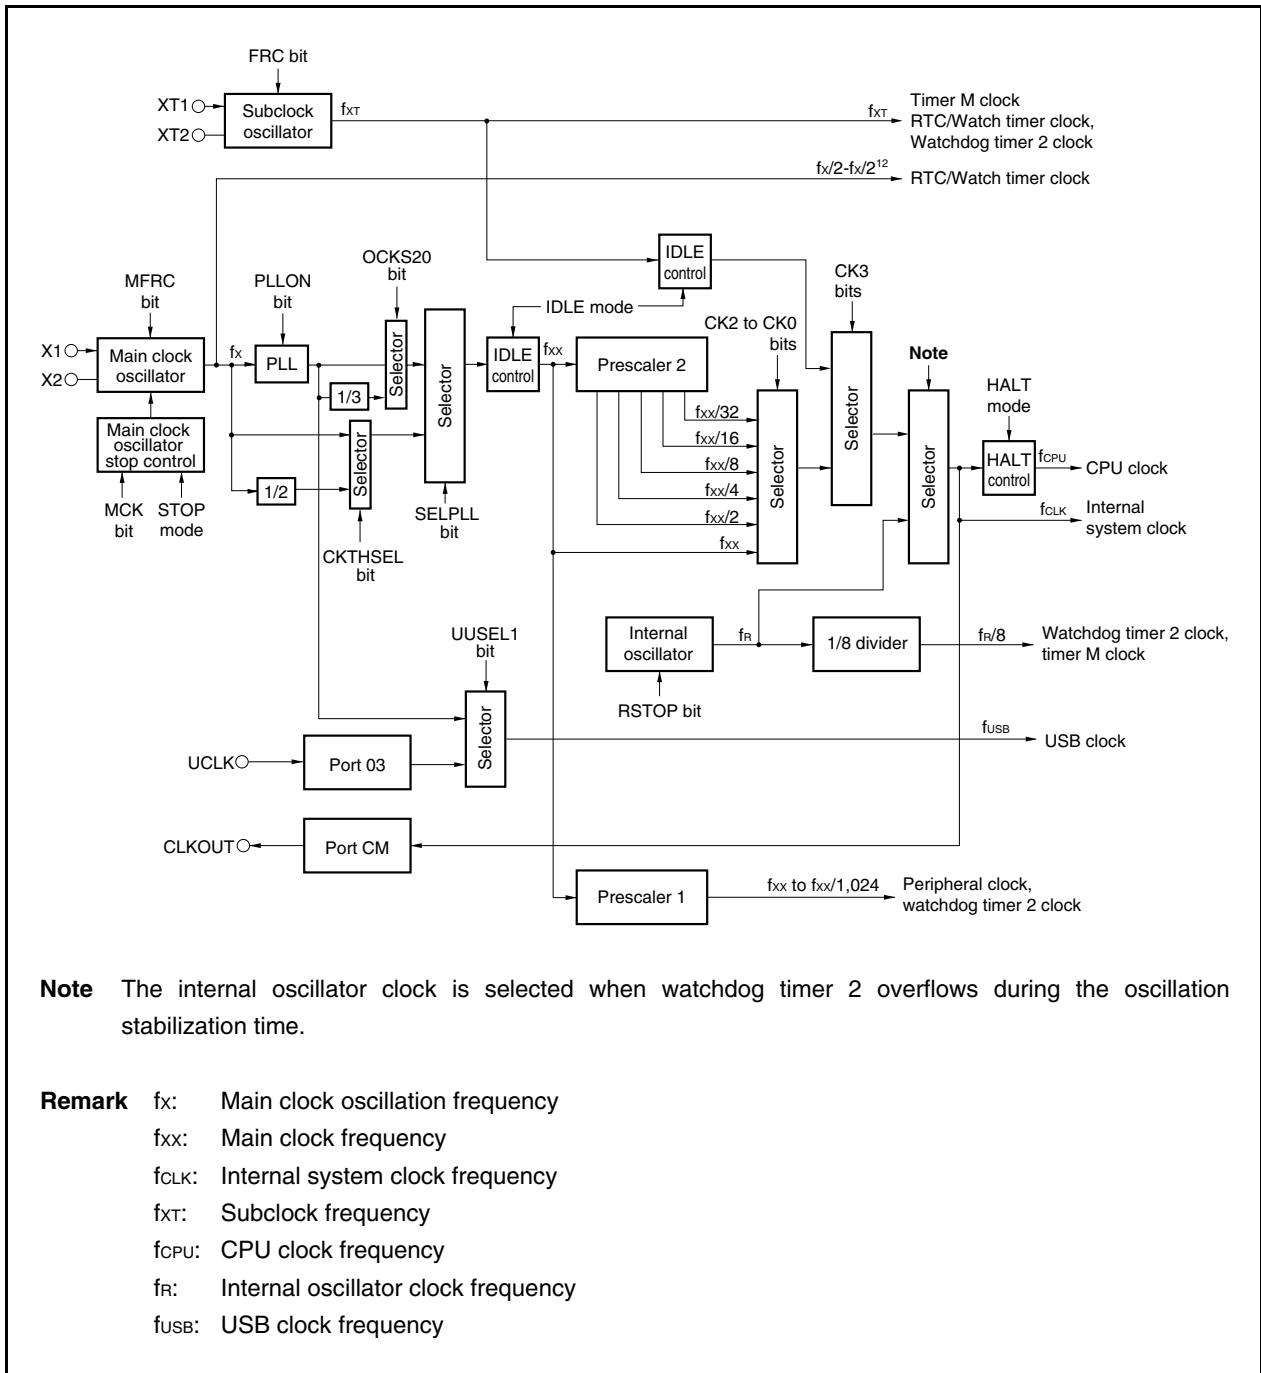 FRC bit
XT1
XT2
Subclock
oscillator
fXT
fXT
Timer M clock
RTC/Watch timer clock,
Watchdog timer 2 clock
fX/2-fX/2¹²
RTC/Watch timer clock
MFRC
bit
PLLON
bit
OCKS20
bit
IDLE
control
IDLE mode
CK3
bits
CK2 to CK0
bits
Note
HALT
mode
X1
X2
Main clock
oscillator
fX
PLL
1/3
Selector
Selector
IDLE
control
fXX
Prescaler 2
Main clock
oscillator
stop control
1/2
Selector
MCK
bit
STOP
mode
CKTHSEL
bit
SELPLL
bit
fXX/32
fXX/16
fXX/8
fXX/4
fXX/2
fXX
Selector
Selector
Selector
HALT
control
fCPU
CPU clock
fCLK
Internal
system clock
UUSEL1
bit
Internal
oscillator
fR
1/8 divider
fR/8
Watchdog timer 2 clock,
timer M clock
RSTOP bit
Selector
fUSB
USB clock
UCLK
Port 03
CLKOUT
Port CM
Prescaler 1
fXX to fXX/1,024
Peripheral clock,
watchdog timer 2 clock
Note The internal oscillator clock is selected when watchdog timer 2 overflows during the oscillation
stabilization time.
Remark fX: Main clock oscillation frequency
fXX: Main clock frequency
fCLK: Internal system clock frequency
fXT: Subclock frequency
fCPU: CPU clock frequency
fR: Internal oscillator clock frequency
fUSB: USB clock frequency